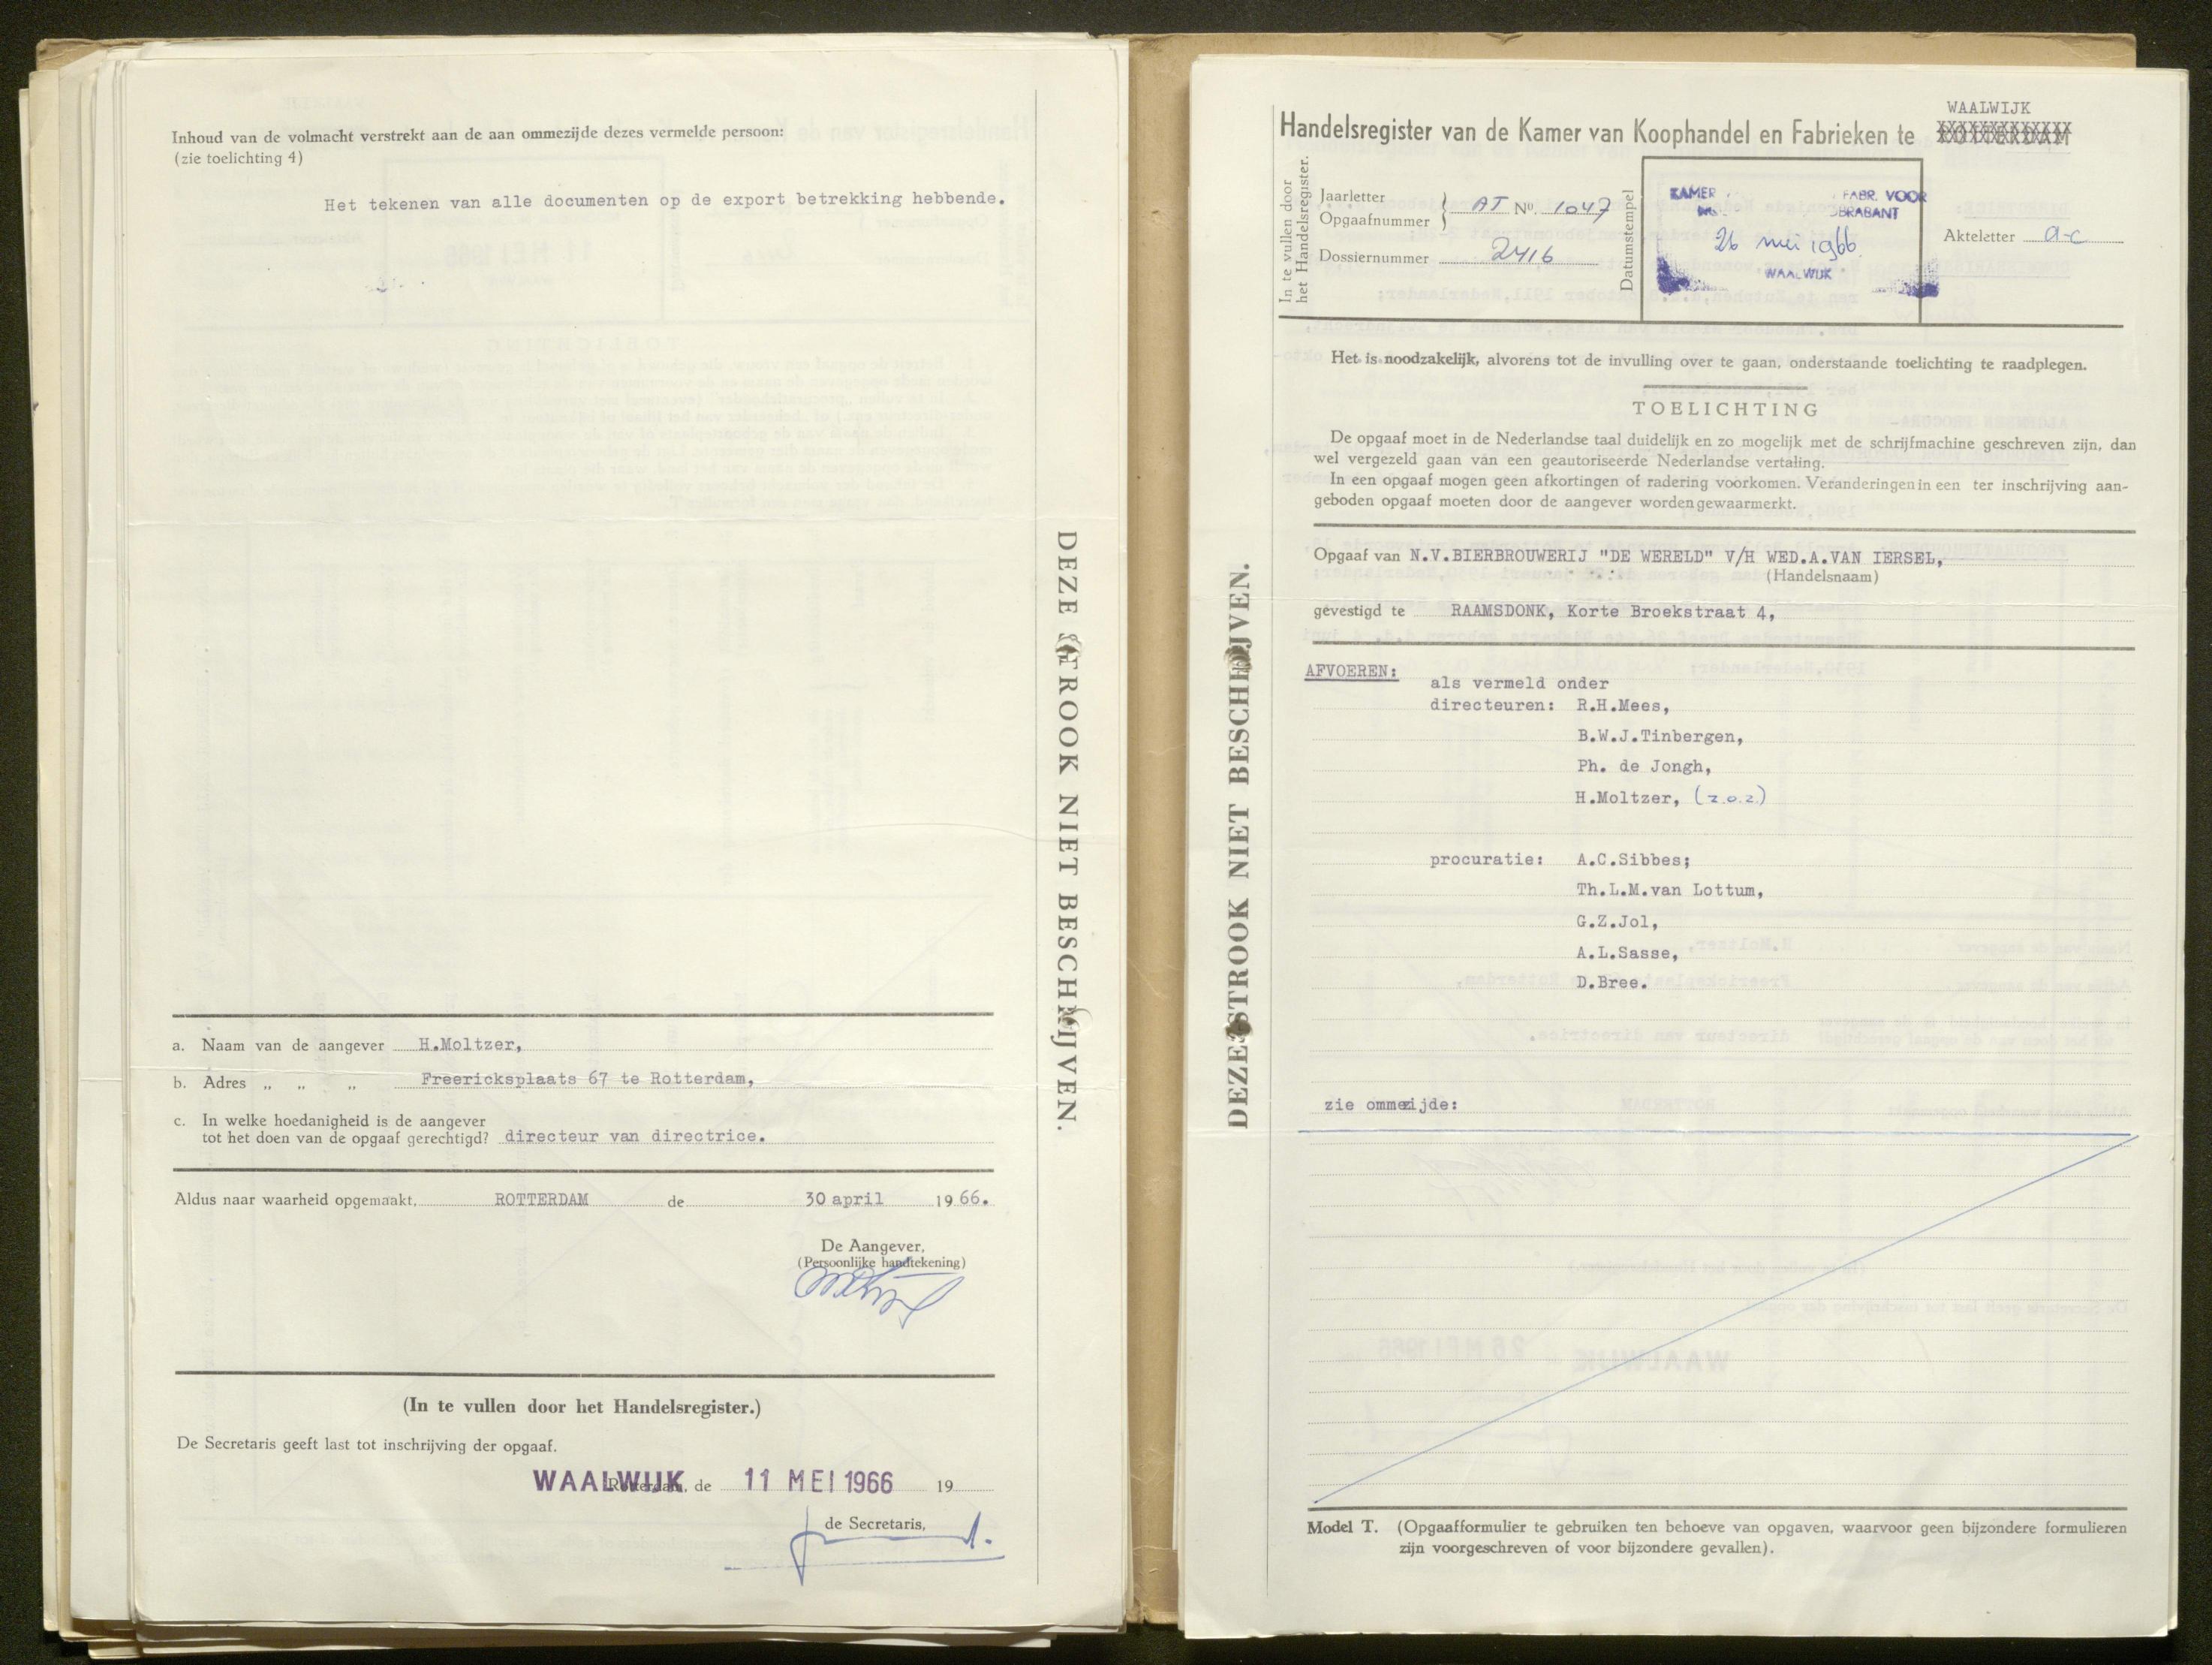 Inhoud van de volmacht verstrekt aan de aan ommezijde dezes vermelde persoon:
(zie toelichting 4)
Het tekenen van alle documenten op de export betrekking hebbende.
DEZE STROOK NIET BESCHRIJVEN.
a. Naam van de aangever H.Moltzer,
b. Adres „ „ „ Freericksplaats 67 te Rotterdam,
c. In welke hoedanigheid is de aangever
tot het doen van de opgaaf gerechtigd? directeur van directrice.
Aldus naar waarheid opgemaakt, ROTTERDAM de 30 april 19 66.
De Aangever,
(Persoonlijke handtekening)
(In te vullen door het Handelsregister.)
De Secretaris geeft last tot inschrijving der opgaaf.
WAALWIJK Rotterdam, de 11 MEI 1966 19
de Secretaris,
WAALWIJK
Handelsregister van de Kamer van Koophandel en Fabrieken te ROTTERDAM
In te vullen door
het Handelsregister.
Jaarletter
Opgaafnummer } AT No. 1047
Dossiernummer 2416
Datumstempel
KAMER FABR. VOOR
BRABANT
26 mei 1966
WAALWIJK
Akteletter a-c
Het is noodzakelijk, alvorens tot de invulling over te gaan, onderstaande toelichting te raadplegen.
TOELICHTING
De opgaaf moet in de Nederlandse taal duidelijk en zo mogelijk met de schrijfmachine geschreven zijn, dan
wel vergezeld gaan van een geautoriseerde Nederlandse vertaling.
In een opgaaf mogen geen afkortingen of radering voorkomen. Veranderingen in een ter inschrijving aan-
geboden opgaaf moeten door de aangever worden gewaarmerkt.
Opgaaf van N.V.BIERBROUWERIJ "DE WERELD" V/H WED.A.VAN IERSEL,
(Handelsnaam)
gevestigd te RAAMSDONK, Korte Broekstraat 4,
DEZE STROOK NIET BESCHRIJVEN.
AFVOEREN:
als vermeld onder
directeuren: R.H.Mees,
B.W.J.Tinbergen,
Ph. de Jongh,
H.Moltzer, (z.o.z.)
procuratie: A.C.Sibbes;
Th.L.M.van Lottum,
G.Z.Jol,
A.L.Sasse,
D.Bree.
zie ommezijde:
Model T. (Opgaafformulier te gebruiken ten behoeve van opgaven, waarvoor geen bijzondere formulieren
zijn voorgeschreven of voor bijzondere gevallen).